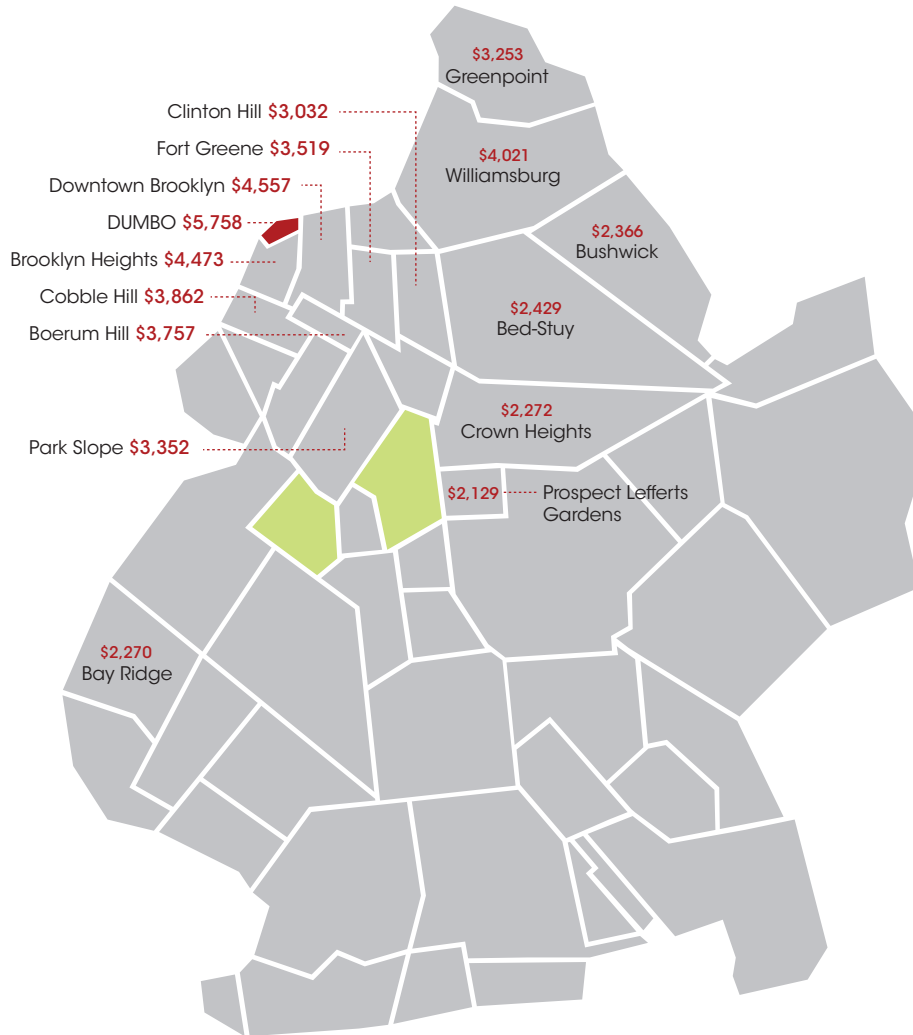 $3,253
Greenpoint
Clinton Hill $3,032
Fort Greene $3,519
$4,021
Williamsburg
Downtown Brooklyn $4,557
DUMBO $5,758
$2,366
Bushwick
Brooklyn Heights $4,473
Cobble Hill $3,862
$2,429
Bed-Stuy
Boerum Hill $3,757
$2,272
Crown Heights
Park Slope $3,352
$2,129 Prospect Lefferts
Gardens
$2,270
Bay Ridge